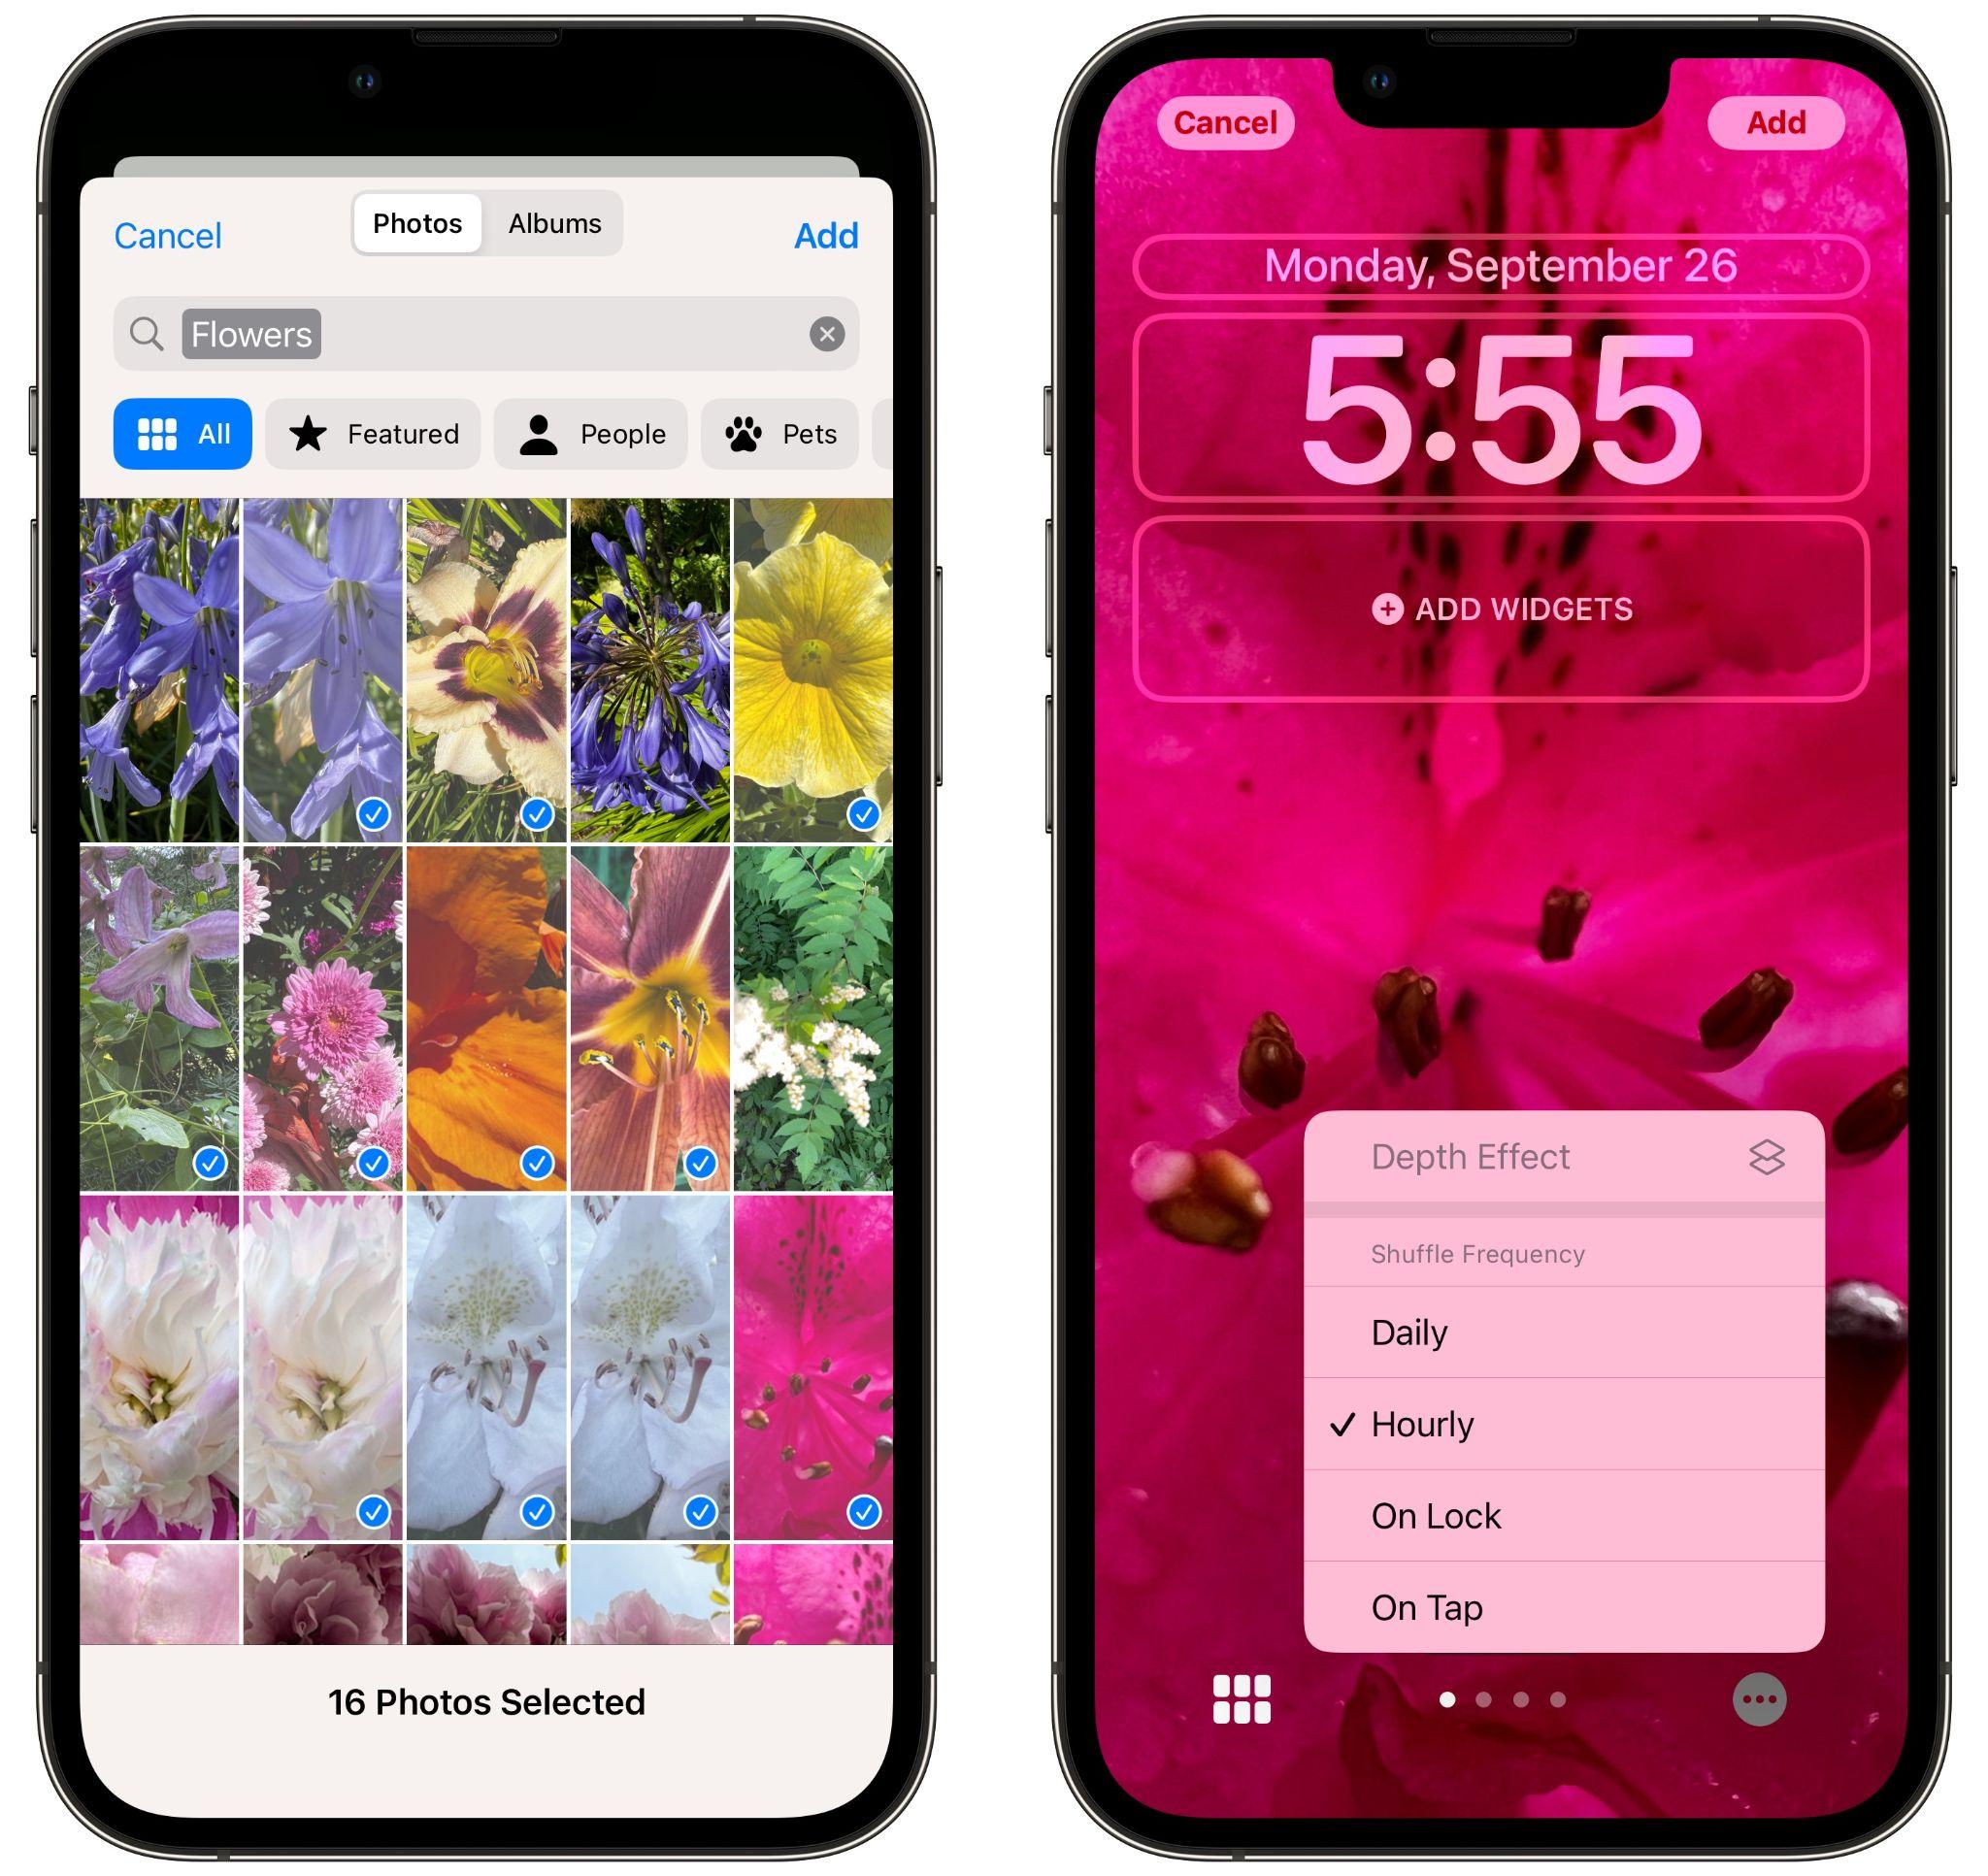 Cancel
Photos
Albums
Add
Flowers
All
Featured
People
Pets
16 Photos Selected
Cancel
Add
Monday, September 26
5:55
ADD WIDGETS
Depth Effect
Shuffle Frequency
Daily
Hourly
On Lock
On Tap